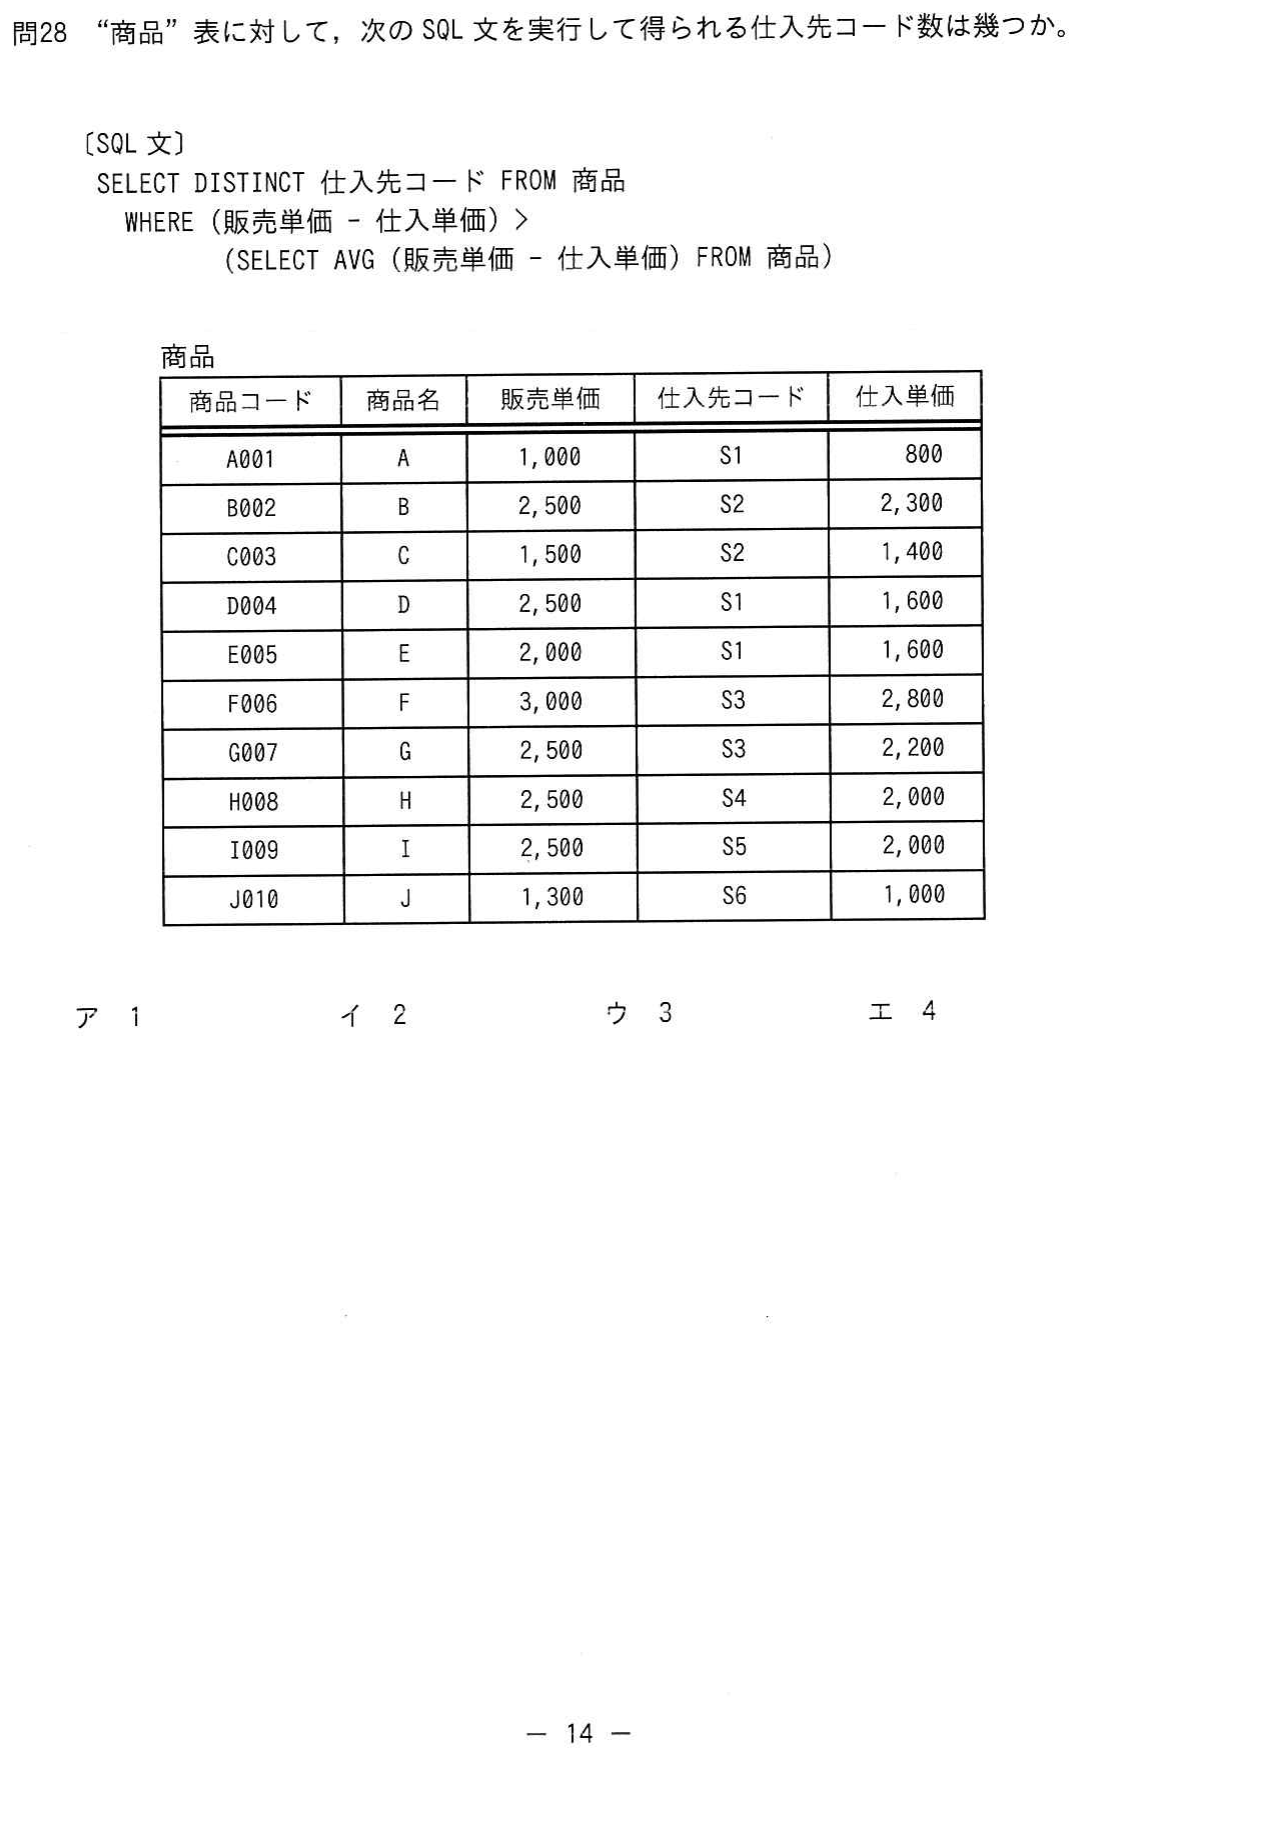 問28 “商品”表に対して，次の SQL 文を実行して得られる仕入先コード数は幾つか。
〔SQL 文〕
SELECT DISTINCT 仕入先コード FROM 商品
WHERE（販売単価 － 仕入単価）＞
（SELECT AVG（販売単価 － 仕入単価）FROM 商品）
商品
商品コード 商品名 販売単価 仕入先コード 仕入単価
A001 A 1,000 S1 800
B002 B 2,500 S2 2,300
C003 C 1,500 S2 1,400
D004 D 2,500 S1 1,600
E005 E 2,000 S1 1,600
F006 F 3,000 S3 2,800
G007 G 2,500 S3 2,200
H008 H 2,500 S4 2,000
I009 I 2,500 S5 2,000
J010 J 1,300 S6 1,000
ア 1 イ 2 ウ 3 エ 4
－ 14 －